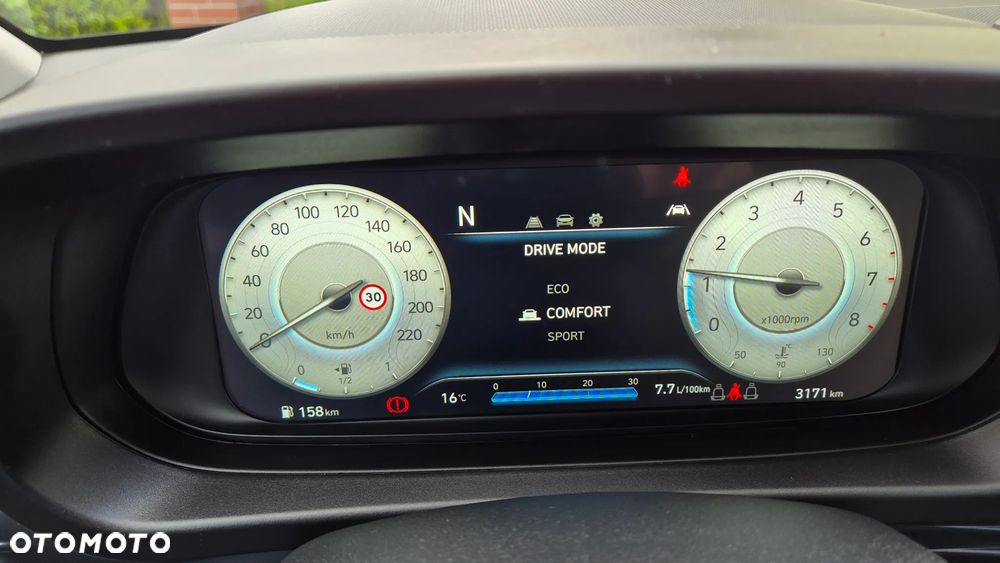 0
20
40
60
80
100
120
140
160
180
200
220
30
km/h
0
1/2
1
158 km
N
DRIVE MODE
ECO
COMFORT
SPORT
16°C
0 10 20 30
7.7 L/100km
0
1
2
3
4
5
6
7
8
x1000rpm
°C
50
90
130
3171 km
OTOMOTO